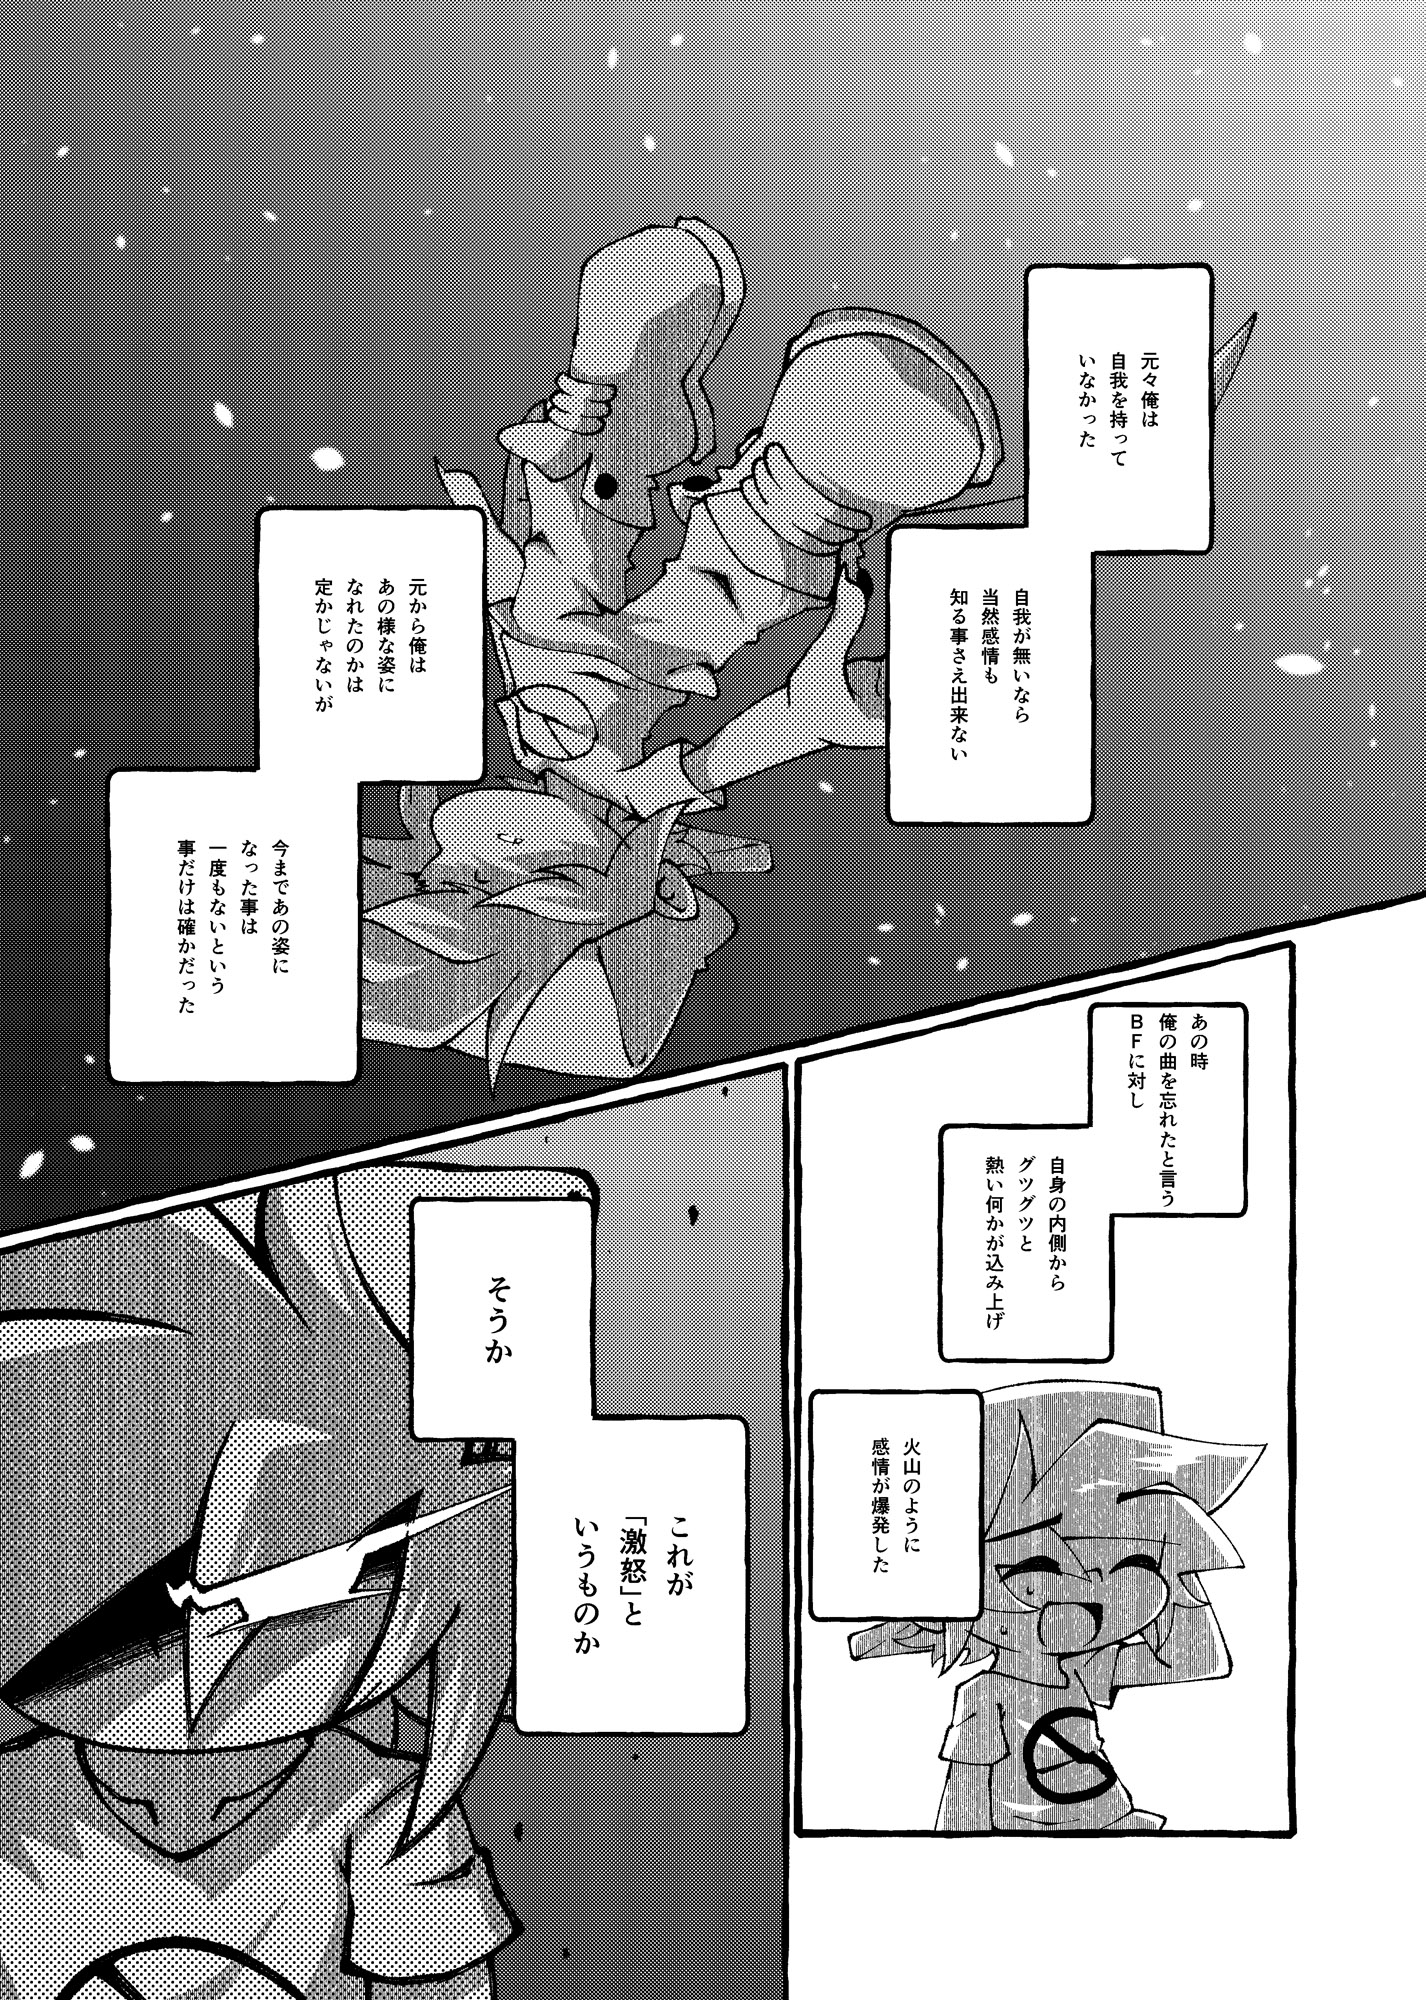 元々俺は
自我を持って
いなかった
自我が無いなら
当然感情も
知る事さえ出来ない
元から俺は
あの様な姿に
なれたのかは
定かじゃないが
今まであの姿に
なった事は
一度もないという
事だけは確かだった
あの時
俺の曲を忘れたと言う
BFに対し
自身の内側から
グツグツと
熱い何かが込み上げ
火山のように
感情が爆発した
そうか
これが
「激怒」と
いうものか